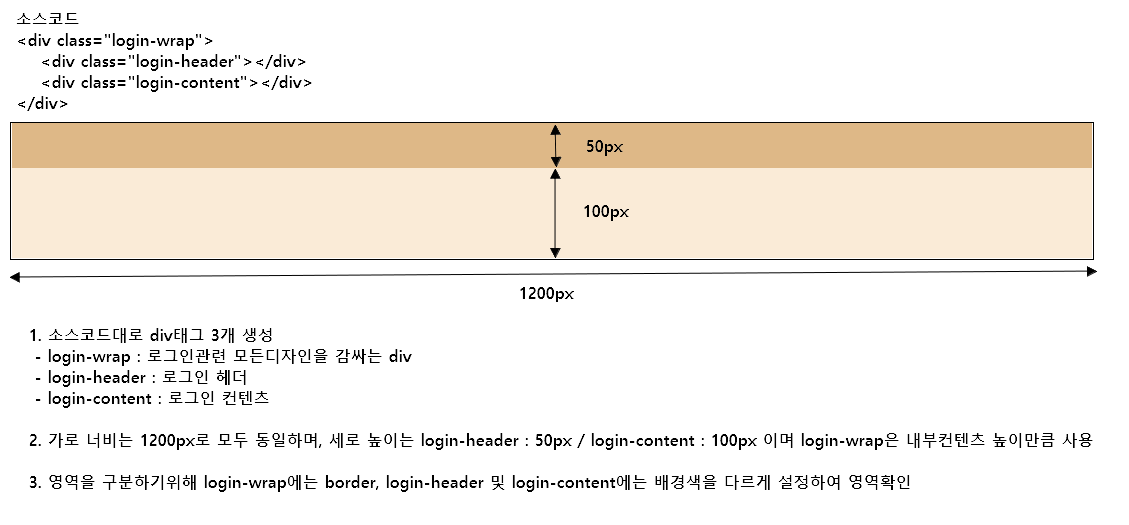 소스코드
<div class="login-wrap">
<div class="login-header"></div>
<div class="login-content"></div>
</div>
50px
100px
1200px
1. 소스코드대로 div태그 3개 생성
- login-wrap : 로그인관련 모든디자인을 감싸는 div
- login-header : 로그인 헤더
- login-content : 로그인 컨텐츠
2. 가로 너비는 1200px로 모두 동일하며, 세로 높이는 login-header : 50px / login-content : 100px 이며 login-wrap은 내부컨텐츠 높이만큼 사용
3. 영역을 구분하기위해 login-wrap에는 border, login-header 및 login-content에는 배경색을 다르게 설정하여 영역확인